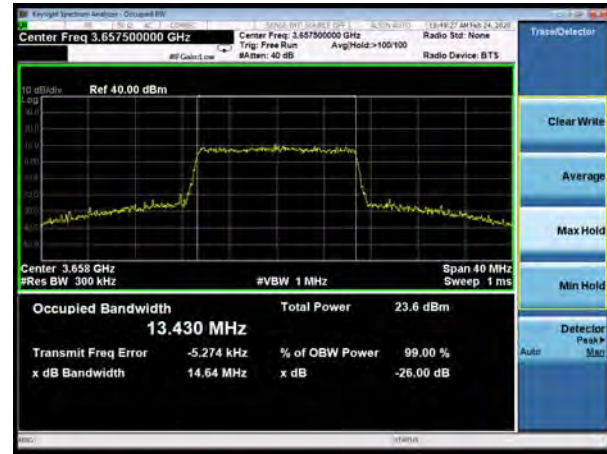 Keysight Spectrum Analyzer - Occupied BW
Center Freq 3.657500000 GHz
Center Freq: 3.657500000 GHz
Radio Std: None
Trace/Detector
Trig: Free Run Avg|Hold:>100/100
#IFGain:Low #Atten: 40 dB Radio Device: BTS
10 dB/div Ref 40.00 dBm
Log
Clear Write
Average
Max Hold
Min Hold
Center 3.658 GHz Span 40 MHz
#Res BW 300 kHz #VBW 1 MHz Sweep 1 ms
Occupied Bandwidth Total Power 23.6 dBm
13.430 MHz
Transmit Freq Error -5.274 kHz % of OBW Power 99.00 %
x dB Bandwidth 14.64 MHz x dB -26.00 dB
Detector
Peak▶
Auto Man
MSG STATUS